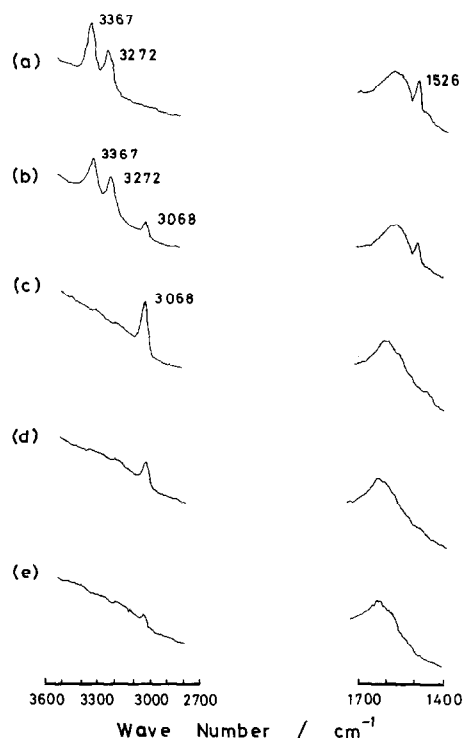 3367
3272
(a)
1526
3367
(b)
3272
3068
(c)
3068
(d)
(e)
3600 3300 3000 2700 1700 1400
Wave Number / cm⁻¹